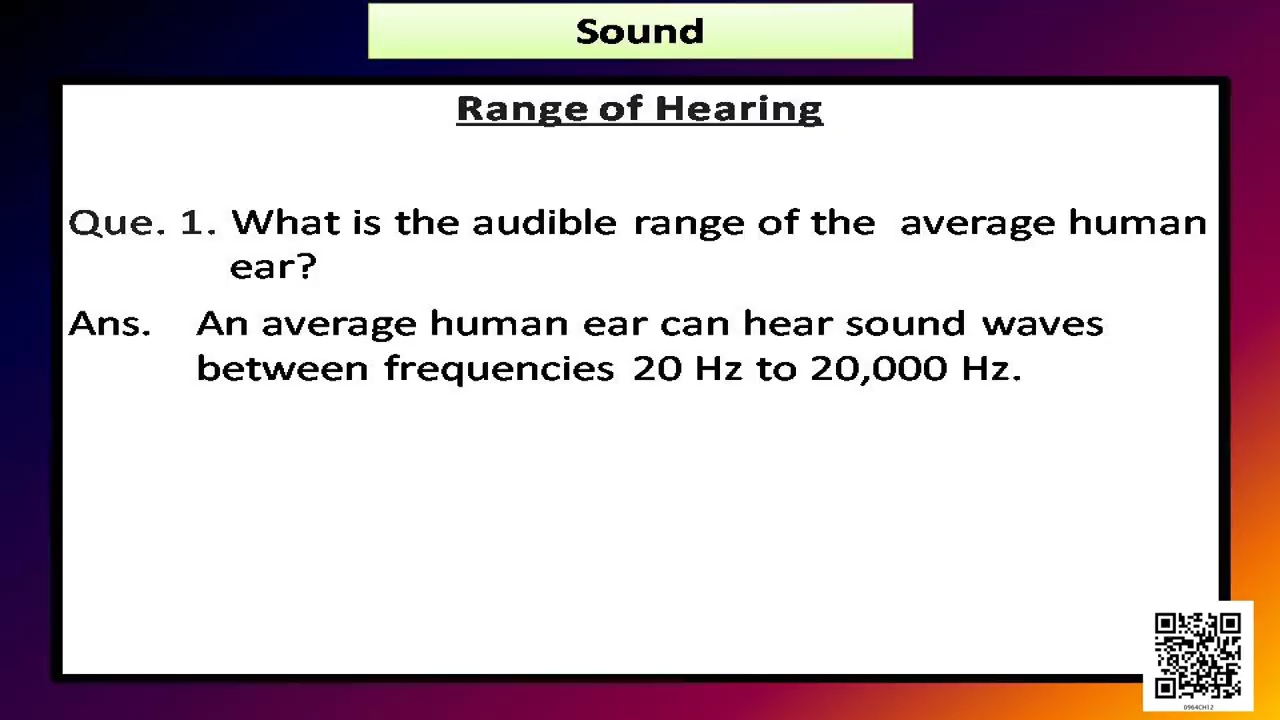 Sound
Range of Hearing
Que. 1. What is the audible range of the average human
ear?
Ans. An average human ear can hear sound waves
between frequencies 20 Hz to 20,000 Hz.
0964CH12